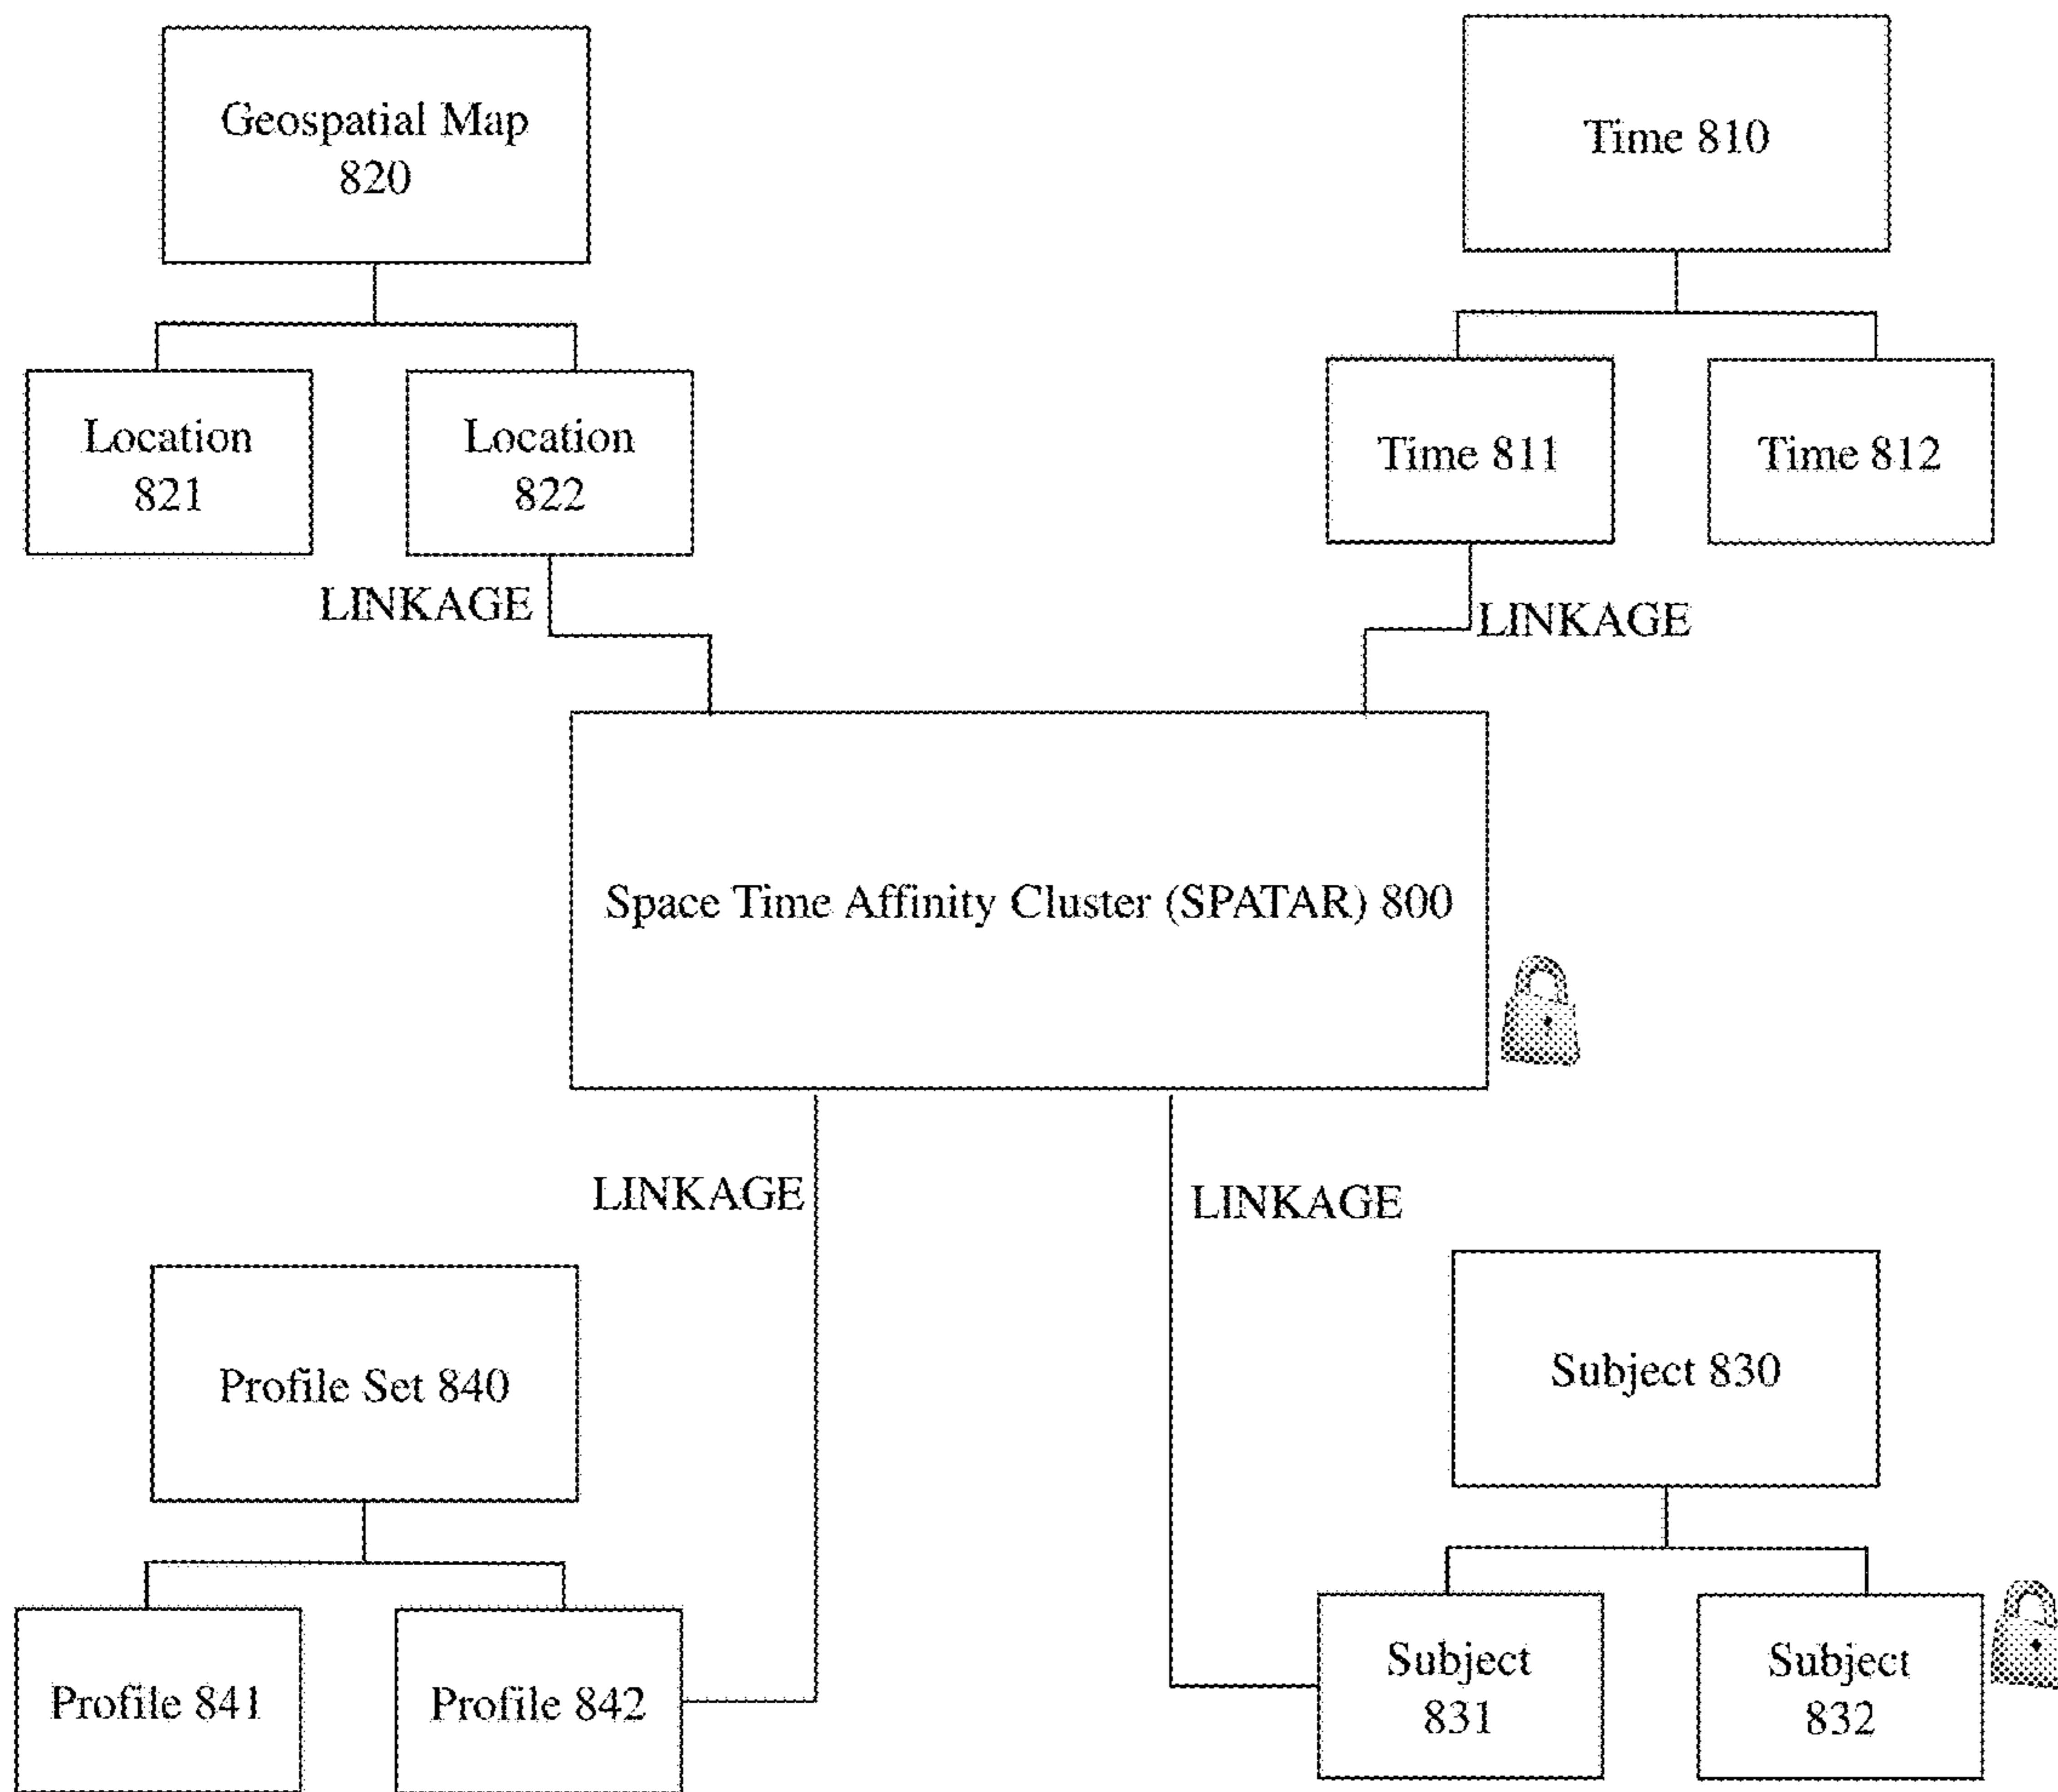 Geospatial Map
820
Time 810
Location
821
Location
822
Time 811
Time 812
LINKAGE
LINKAGE
Space Time Affinity Cluster (SPATAR) 800
LINKAGE
LINKAGE
Profile Set 840
Subject 830
Profile 841
Profile 842
Subject
831
Subject
832